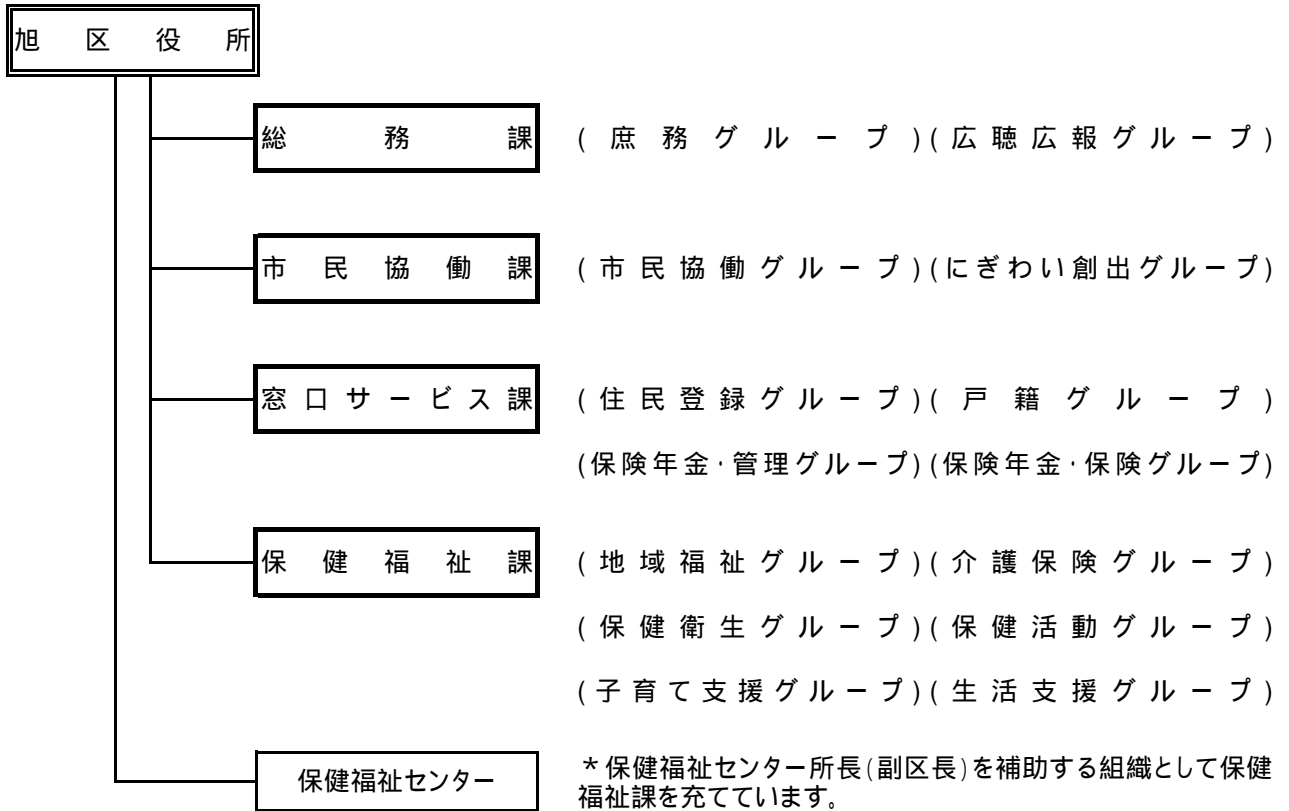 旭区役所
総務課 (庶務グループ)(広聴広報グループ)
市民協働課 (市民協働グループ)(にぎわい創出グループ)
窓口サービス課 (住民登録グループ)(戸籍グループ)
(保険年金·管理グループ)(保険年金·保険グループ)
保健福祉課 (地域福祉グループ)(介護保険グループ)
(保健衛生グループ)(保健活動グループ)
(子育て支援グループ)(生活支援グループ)
保健福祉センター
*保健福祉センター所長(副区長)を補助する組織として保健
福祉課を充てています。